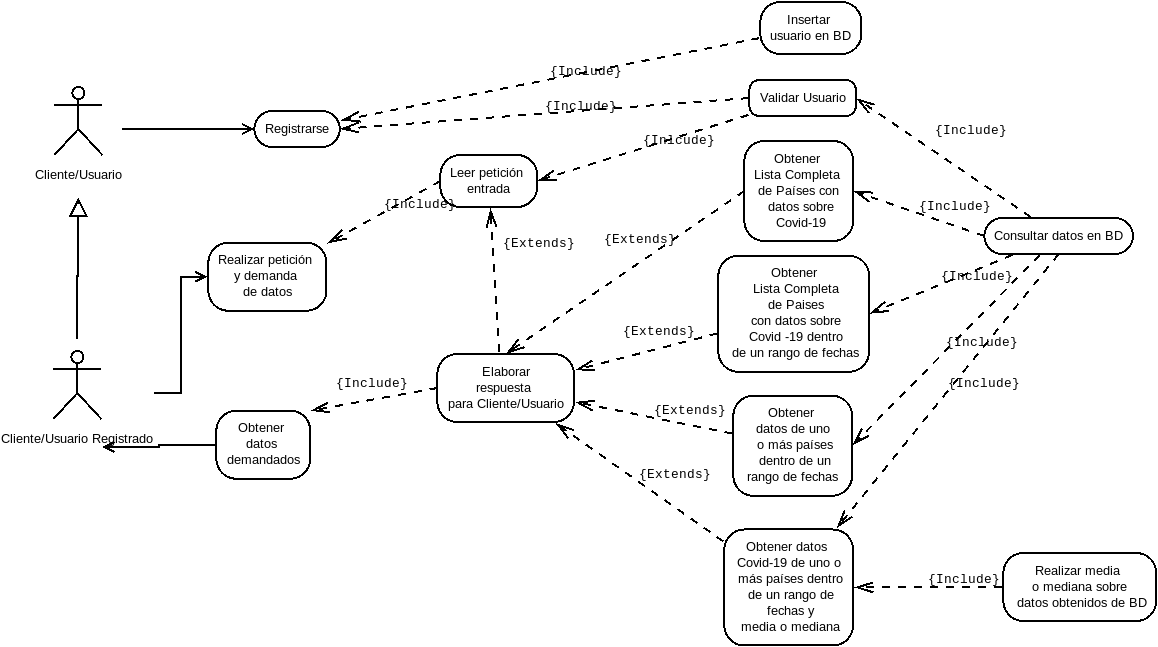 Insertar
usuario en BD
{Include}
Validar Usuario
{Include}
Registrarse
{Include}
{Inlcude}
Cliente/Usuario
Obtener
Lista Completa
de Países con
datos sobre
Covid-19
Leer petición
entrada
{Include}
{Include}
{Extends}
{Extends}
Consultar datos en BD
Realizar petición
y demanda
de datos
Obtener
Lista Completa
de Paises
con datos sobre
Covid -19 dentro
de un rango de fechas
{Include}
{Extends}
{Include}
Elaborar
respuesta
para Cliente/Usuario
{Include}
{Include}
Cliente/Usuario Registrado
Obtener
datos
demandados
{Extends}
Obtener
datos de uno
o más países
dentro de un
rango de fechas
{Extends}
Obtener datos
Covid-19 de uno o
más países dentro
de un rango de
fechas y
media o mediana
{Include}
Realizar media
o mediana sobre
datos obtenidos de BD